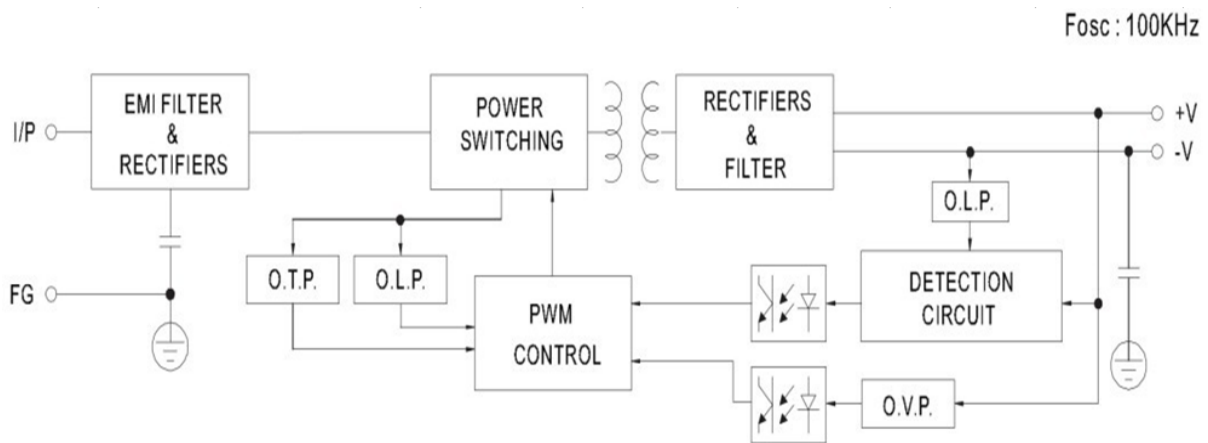 Fosc : 100KHz
I/P
EMI FILTER
&
RECTIFIERS
POWER
SWITCHING
RECTIFIERS
&
FILTER
+V
-V
O.L.P.
FG
O.T.P.
O.L.P.
PWM
CONTROL
DETECTION
CIRCUIT
O.V.P.